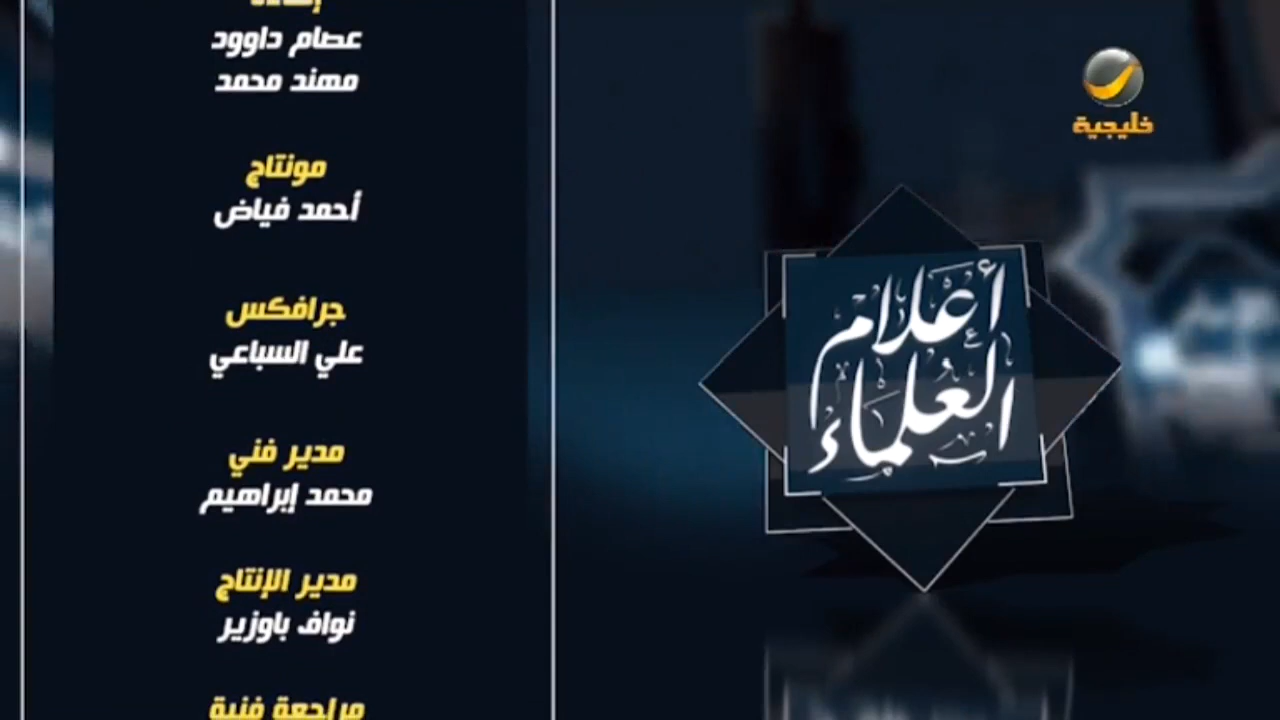 عصام داوود
مهند محمد
مونتاج
أحمد فياض
جرافكس
علي السباعي
مدير فني
محمد إبراهيم
مدير الإنتاج
نواف باوزير
مراجعة فنية
خليجية
أعلام
العلماء